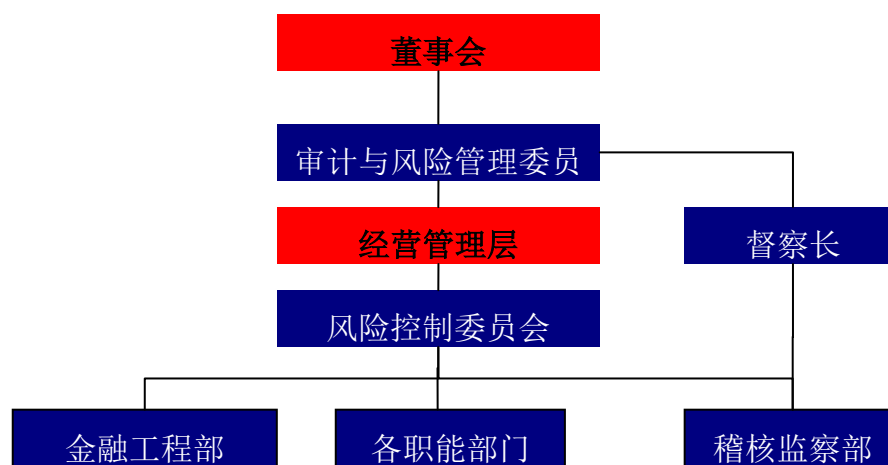 董事会
审计与风险管理委员
经营管理层
督察长
风险控制委员会
金融工程部
各职能部门
稽核监察部